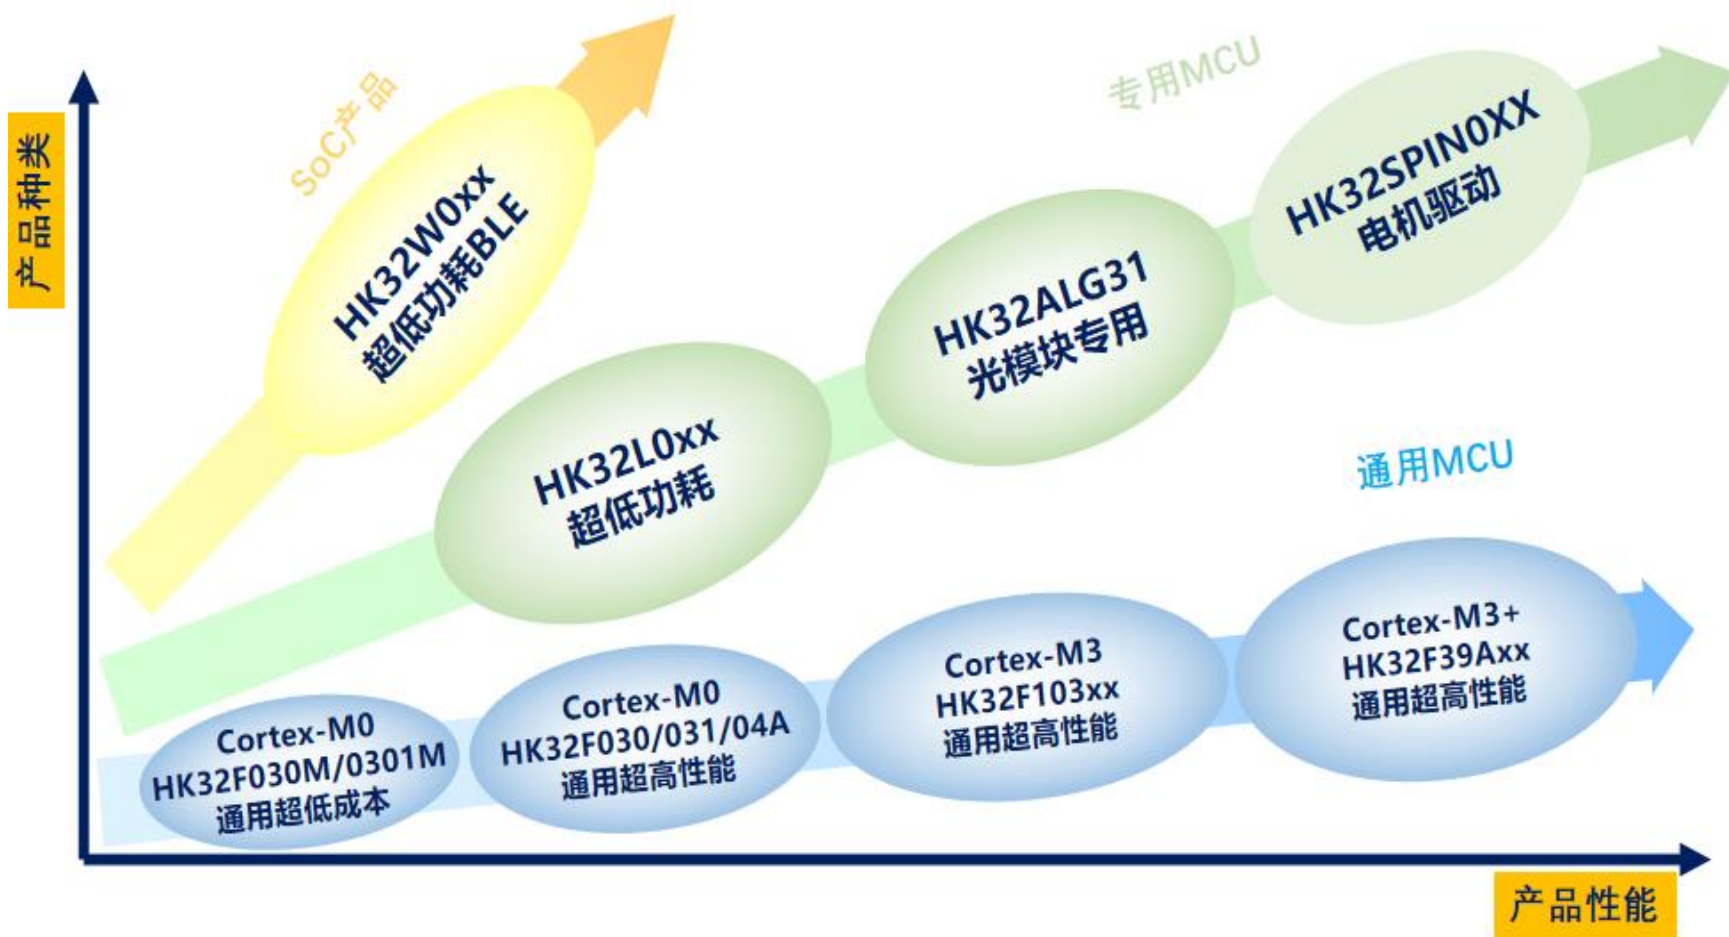 产品种类
SoC产品
HK32W0xx
超低功耗BLE
专用MCU
HK32L0xx
超低功耗
HK32ALG31
光模块专用
HK32SPIN0XX
电机驱动
通用MCU
Cortex-M0
HK32F030M/0301M
通用超低成本
Cortex-M0
HK32F030/031/04A
通用超高性能
Cortex-M3
HK32F103xx
通用超高性能
Cortex-M3+
HK32F39Axx
通用超高性能
产品性能